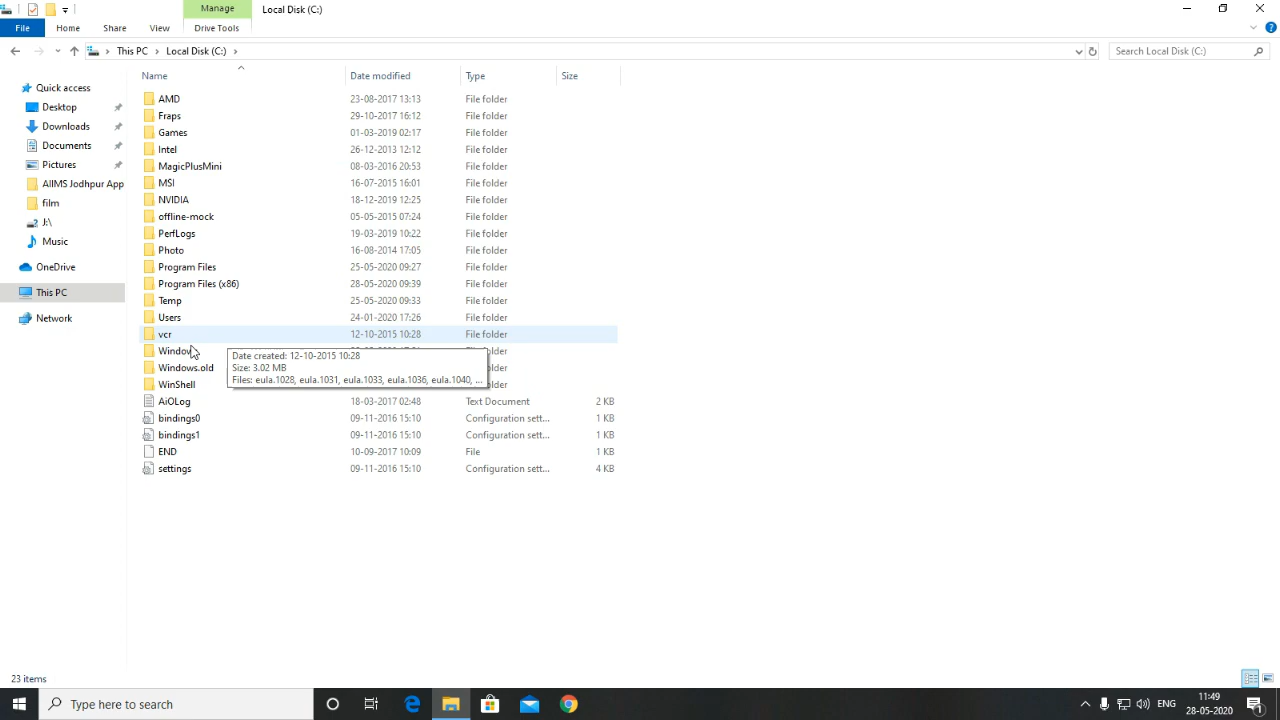 Manage
Local Disk (C:)
File
Home
Share
View
Drive Tools
This PC
Local Disk (C:)
Search Local Disk (C:)
Name
Date modified
Type
Size
Quick access
Desktop
Downloads
Documents
Pictures
AIIMS Jodhpur App
film
J:\
Music
OneDrive
This PC
Network
AMD 23-08-2017 13:13 File folder
Fraps 29-10-2017 16:12 File folder
Games 01-03-2019 02:17 File folder
Intel 26-12-2013 12:12 File folder
MagicPlusMini 08-03-2016 20:53 File folder
MSI 16-07-2015 16:01 File folder
NVIDIA 18-12-2019 12:25 File folder
offline-mock 05-05-2015 07:24 File folder
PerfLogs 19-03-2019 10:22 File folder
Photo 16-08-2014 17:05 File folder
Program Files 25-05-2020 09:27 File folder
Program Files (x86) 28-05-2020 09:39 File folder
Temp 25-05-2020 09:33 File folder
Users 24-01-2020 17:26 File folder
vcr 12-10-2015 10:28 File folder
Date created: 12-10-2015 10:28
Size: 3.02 MB
Files: eula.1028, eula.1031, eula.1033, eula.1036, eula.1040, ...
Windows.old
WinShell
AiOLog 18-03-2017 02:48 Text Document 2 KB
bindings0 09-11-2016 15:10 Configuration sett... 1 KB
bindings1 09-11-2016 15:10 Configuration sett... 1 KB
END 10-09-2017 10:09 File 1 KB
settings 09-11-2016 15:10 Configuration sett... 4 KB
23 items
Type here to search
ENG
11:49
28-05-2020
1